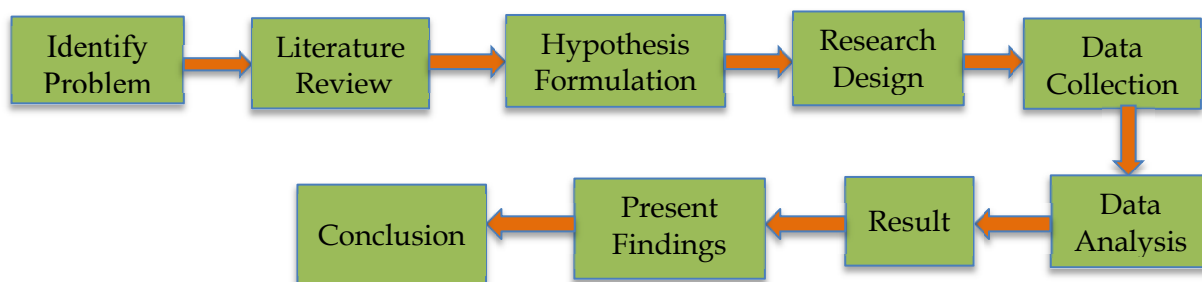 Identify
Problem
Literature
Review
Hypothesis
Formulation
Research
Design
Data
Collection
Data
Analysis
Result
Present
Findings
Conclusion